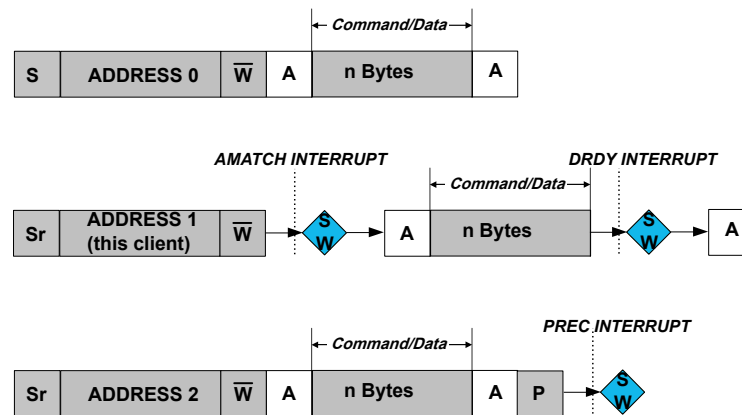 Command/Data
S ADDRESS 0 W̅ A n Bytes A
AMATCH INTERRUPT DRDY INTERRUPT
Command/Data
Sr ADDRESS 1 (this client) W̅ S W A n Bytes S W A
PREC INTERRUPT
Command/Data
Sr ADDRESS 2 W̅ A n Bytes A P S W